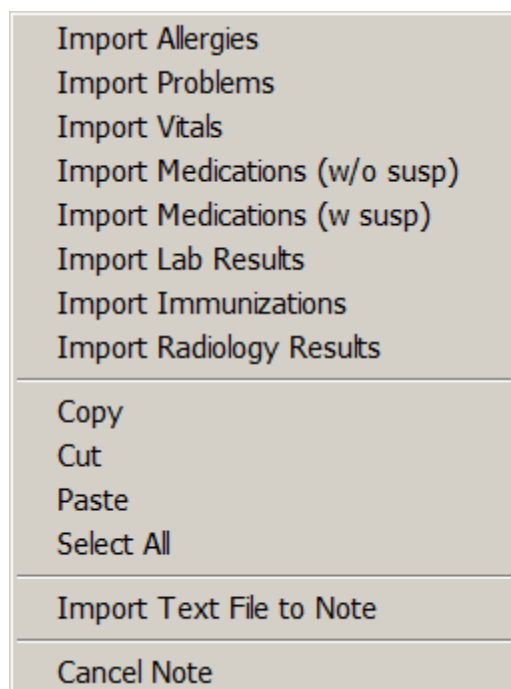 Import Allergies
Import Problems
Import Vitals
Import Medications (w/o susp)
Import Medications (w susp)
Import Lab Results
Import Immunizations
Import Radiology Results
Copy
Cut
Paste
Select All
Import Text File to Note
Cancel Note